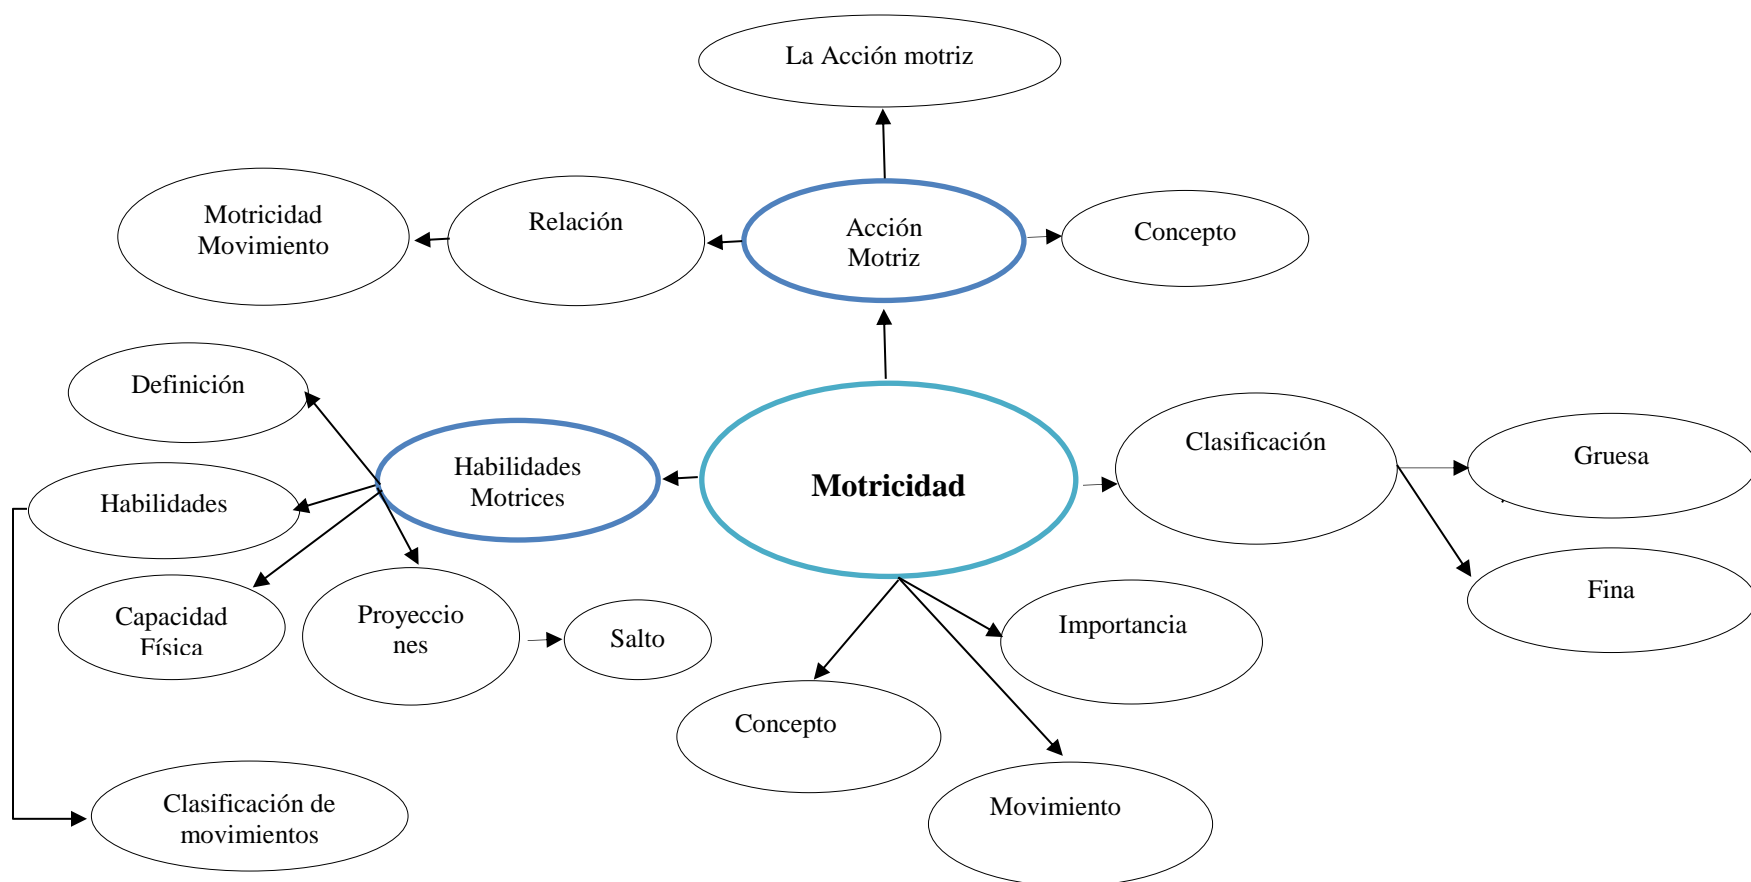 La Acción motriz
Motricidad
Movimiento
Relación
Acción
Motriz
Concepto
Definición
Habilidades
Motrices
Motricidad
Clasificación
Gruesa
Habilidades
Capacidad
Física
Proyeccio
nes
Salto
Importancia
Fina
Concepto
Clasificación de
movimientos
Movimiento